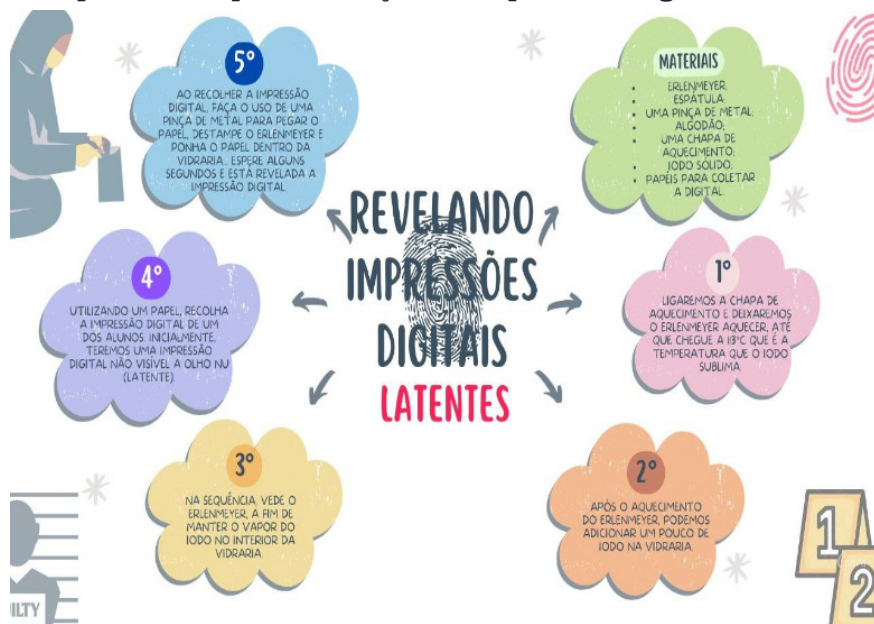 REVELANDO
IMPRESSÕES
DIGITAIS
LATENTES
MATERIAIS
• ERLENMEYER;
• ESPÁTULA;
• UMA PINÇA DE METAL;
• ALGODÃO;
• UMA CHAPA DE
AQUECIMENTO;
• IODO SÓLIDO;
• PAPÉIS PARA COLETAR
A DIGITAL.
1º
LIGAREMOS A CHAPA DE
AQUECIMENTO E DEIXAREMOS
O ERLENMEYER AQUECER, ATÉ
QUE CHEGUE A 113°C QUE É A
TEMPERATURA QUE O IODO
SUBLIMA.
2º
APÓS O AQUECIMENTO
DO ERLENMEYER, PODEMOS
ADICIONAR UM POUCO DE
IODO NA VIDRARIA.
3º
NA SEQUÊNCIA, VEDE O
ERLENMEYER, A FIM DE
MANTER O VAPOR DO
IODO NO INTERIOR DA
VIDRARIA.
4º
UTILIZANDO UM PAPEL, RECOLHA
A IMPRESSÃO DIGITAL DE UM
DOS ALUNOS. INICIALMENTE,
TEREMOS UMA IMPRESSÃO
DIGITAL NÃO VISÍVEL A OLHO NU
(LATENTE).
5º
AO RECOLHER A IMPRESSÃO
DIGITAL, FAÇA O USO DE UMA
PINÇA DE METAL PARA PEGAR O
PAPEL, DESTAMPE O ERLENMEYER E
PONHA O PAPEL DENTRO DA
VIDRARIA. ESPERE ALGUNS
SEGUNDOS E ESTÁ REVELADA A
IMPRESSÃO DIGITAL.
ILTY
1
2